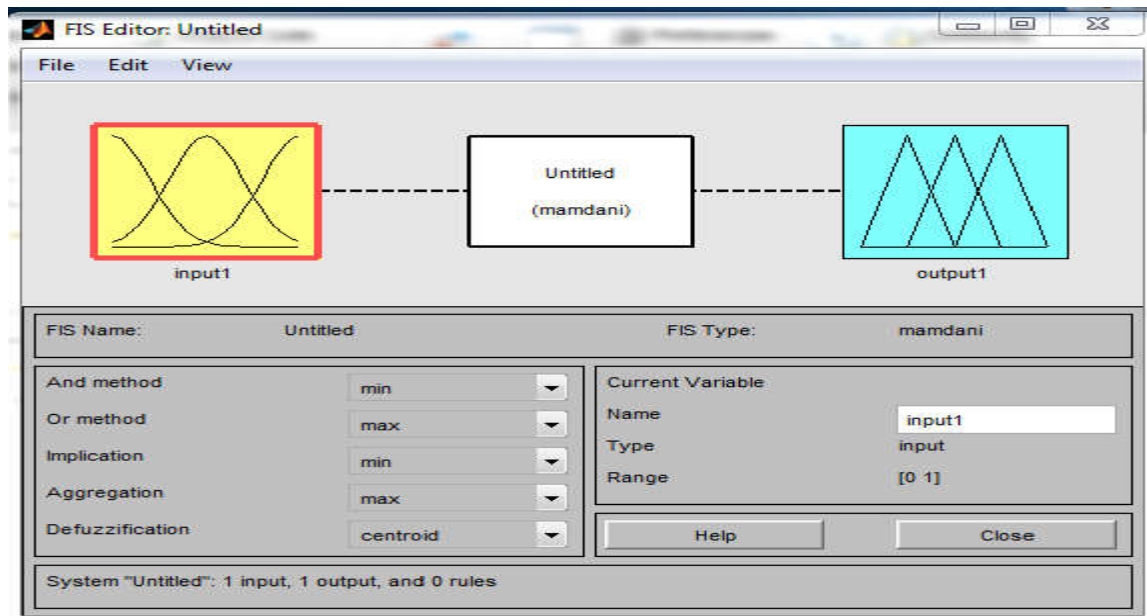 FIS Editor: Untitled
File Edit View
Untitled
(mamdani)
input1
output1
FIS Name: Untitled FIS Type: mamdani
And method min
Or method max
Implication min
Aggregation max
Defuzzification centroid
Current Variable
Name input1
Type input
Range [0 1]
Help Close
System "Untitled": 1 input, 1 output, and 0 rules